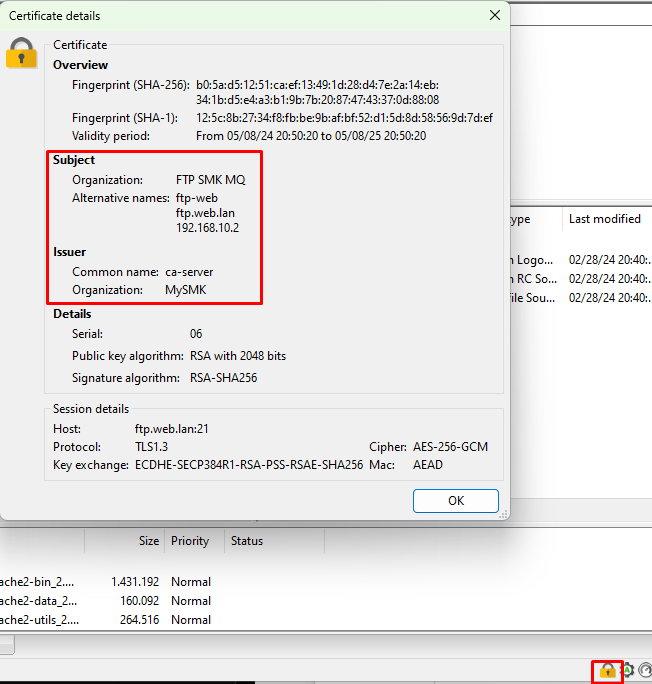 Certificate details
Certificate
Overview
Fingerprint (SHA-256): b0:5a:d5:12:51:ca:ef:13:49:1d:28:d4:7e:2a:14:eb:
34:1b:d5:e4:a3:b1:9b:7b:20:87:47:43:37:0d:88:08
Fingerprint (SHA-1): 12:5c:8b:27:34:f8:fb:be:9b:af:bf:52:d1:5d:8d:58:56:9d:7d:ef
Validity period: From 05/08/24 20:50:20 to 05/08/25 20:50:20
Subject
Organization: FTP SMK MQ
Alternative names: ftp-web
ftp.web.lan
192.168.10.2
Issuer
Common name: ca-server
Organization: MySMK
Details
Serial: 06
Public key algorithm: RSA with 2048 bits
Signature algorithm: RSA-SHA256
Session details
Host: ftp.web.lan:21
Protocol: TLS1.3 Cipher: AES-256-GCM
Key exchange: ECDHE-SECP384R1-RSA-PSS-RSAE-SHA256 Mac: AEAD
OK
ype Last modified
n Logo... 02/28/24 20:40:...
n RC So... 02/28/24 20:40:...
ile Sou... 02/28/24 20:40:...
Size Priority Status
ache2-bin_2.... 1.431.192 Normal
ache2-data_2... 160.092 Normal
ache2-utils_2... 264.516 Normal